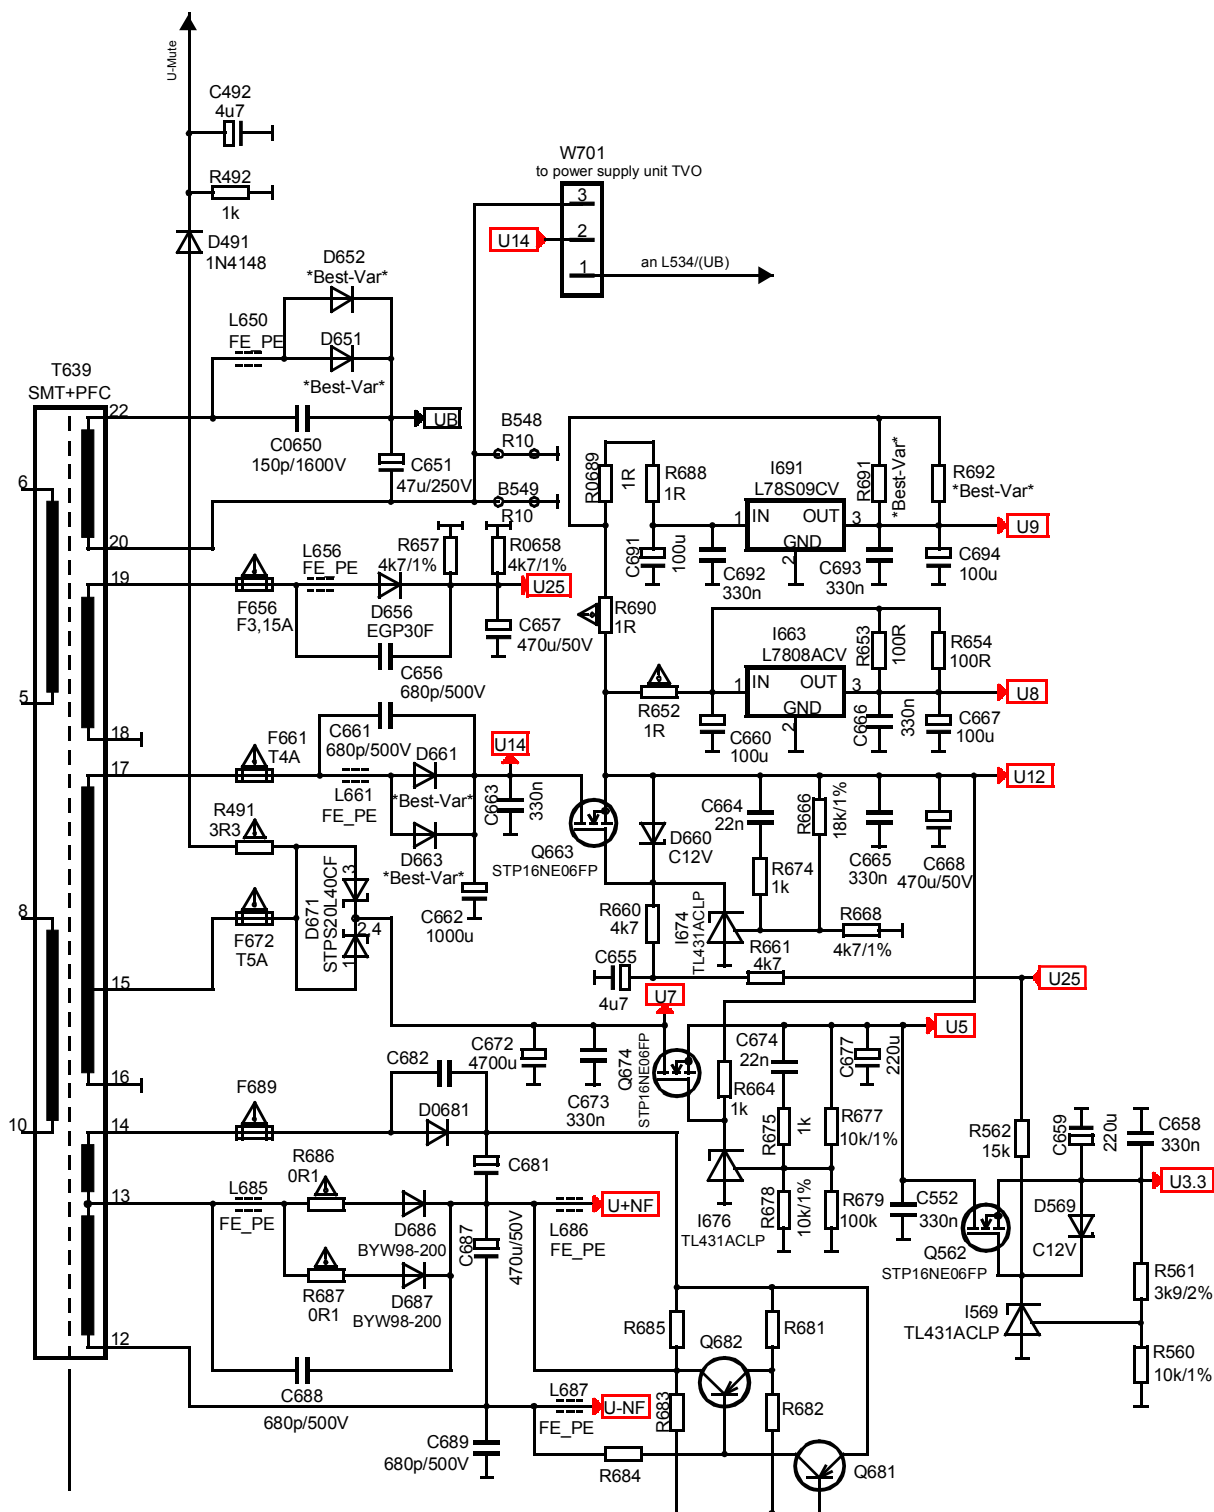 U-Mute
C492
4u7
R492
1k
D491
1N4148
W701
to power supply unit TVO
3
2
1
U14
an L534/(UB)
D652
*Best-Var*
L650
FE_PE
D651
*Best-Var*
T639
SMT+PFC
22
UB
C0650
150p/1600V
C651
47u/250V
B548
R10
B549
R10
6
20
19
F656
F3,15A
L656
FE_PE
D656
EGP30F
R657
4k7/1%
R0658
4k7/1%
U25
C657
470u/50V
C656
680p/500V
5
18
R0689
1R
R688
1R
C691
100u
C692
330n
I691
L78S09CV
1
IN
OUT
3
GND
2
R691
*Best-Var*
R692
*Best-Var*
U9
C693
330n
C694
100u
R690
1R
R652
1R
C660
100u
I663
L7808ACV
1
IN
OUT
3
GND
2
R653
100R
R654
100R
U8
C666
330n
C667
100u
17
F661
T4A
C661
680p/500V
L661
FE_PE
D661
*Best-Var*
D663
*Best-Var*
U14
C663
330n
C662
1000u
Q663
STP16NE06FP
U12
D660
C12V
C664
22n
R674
1k
R666
18k/1%
C665
330n
C668
470u/50V
R660
4k7
I674
TL431ACLP
R668
4k7/1%
R661
4k7
C655
4u7
U25
R491
3R3
8
F672
T5A
D671
STPS20L40CF
3
2,4
1
15
16
U7
C672
4700u
C673
330n
Q674
STP16NE06FP
R664
1k
C674
22n
R675
1k
R677
10k/1%
C677
220u
U5
R678
10k/1%
R679
100k
I676
TL431ACLP
C552
330n
R562
15k
C659
220u
C658
330n
U3.3
Q562
STP16NE06FP
D569
C12V
R561
3k9/2%
I569
TL431ACLP
R560
10k/1%
10
14
F689
C682
D0681
C681
13
L685
FE_PE
R686
0R1
D686
BYW98-200
R687
0R1
D687
BYW98-200
C687
470u/50V
L686
FE_PE
U+NF
12
C688
680p/500V
C689
680p/500V
L687
FE_PE
U-NF
R685
R683
Q682
R681
R682
R684
Q681